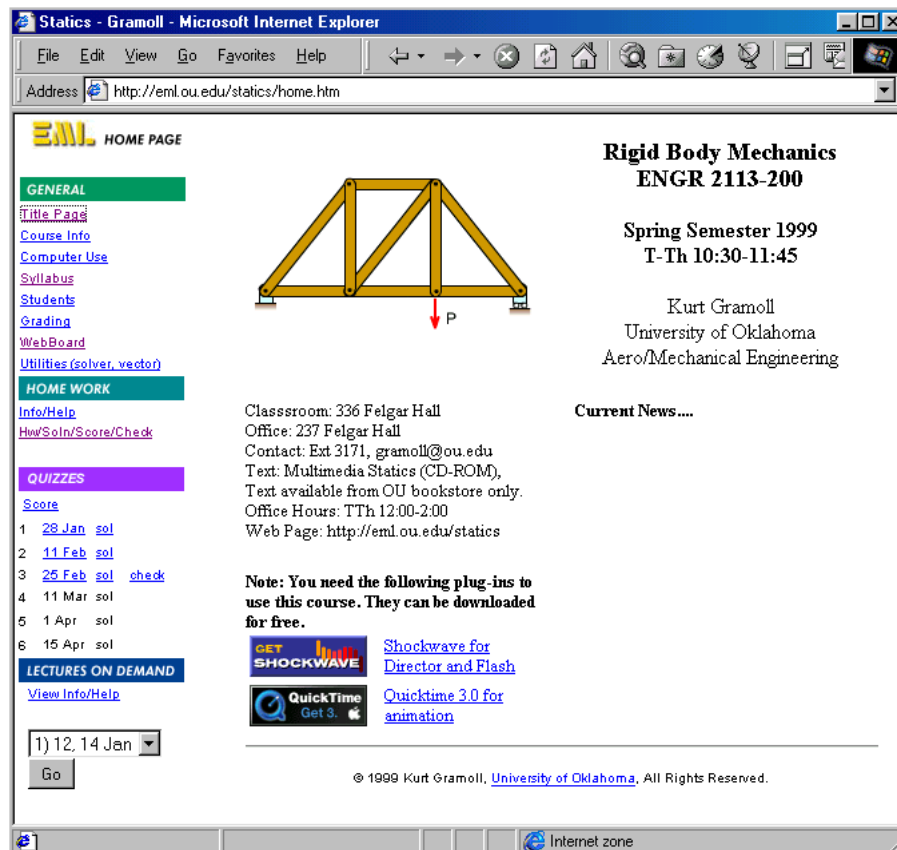 Statics - Gramoll - Microsoft Internet Explorer
File Edit View Go Favorites Help
Address http://eml.ou.edu/statics/home.htm
EML HOME PAGE
GENERAL
Title Page
Course Info
Computer Use
Syllabus
Students
Grading
WebBoard
Utilities (solver, vector)
HOME WORK
Info/Help
Hw/Soln/Score/Check
QUIZZES
Score
1 28 Jan sol
2 11 Feb sol
3 25 Feb sol check
4 11 Mar sol
5 1 Apr sol
6 15 Apr sol
LECTURES ON DEMAND
View Info/Help
1) 12, 14 Jan
Go
P
Rigid Body Mechanics
ENGR 2113-200
Spring Semester 1999
T-Th 10:30-11:45
Kurt Gramoll
University of Oklahoma
Aero/Mechanical Engineering
Classsroom: 336 Felgar Hall
Office: 237 Felgar Hall
Contact: Ext 3171, gramoll@ou.edu
Text: Multimedia Statics (CD-ROM),
Text available from OU bookstore only.
Office Hours: TTh 12:00-2:00
Web Page: http://eml.ou.edu/statics
Current News....
Note: You need the following plug-ins to
use this course. They can be downloaded
for free.
GET
SHOCKWAVE
Shockwave for
Director and Flash
QuickTime
Get 3.
Quicktime 3.0 for
animation
© 1999 Kurt Gramoll, University of Oklahoma, All Rights Reserved.
Internet zone